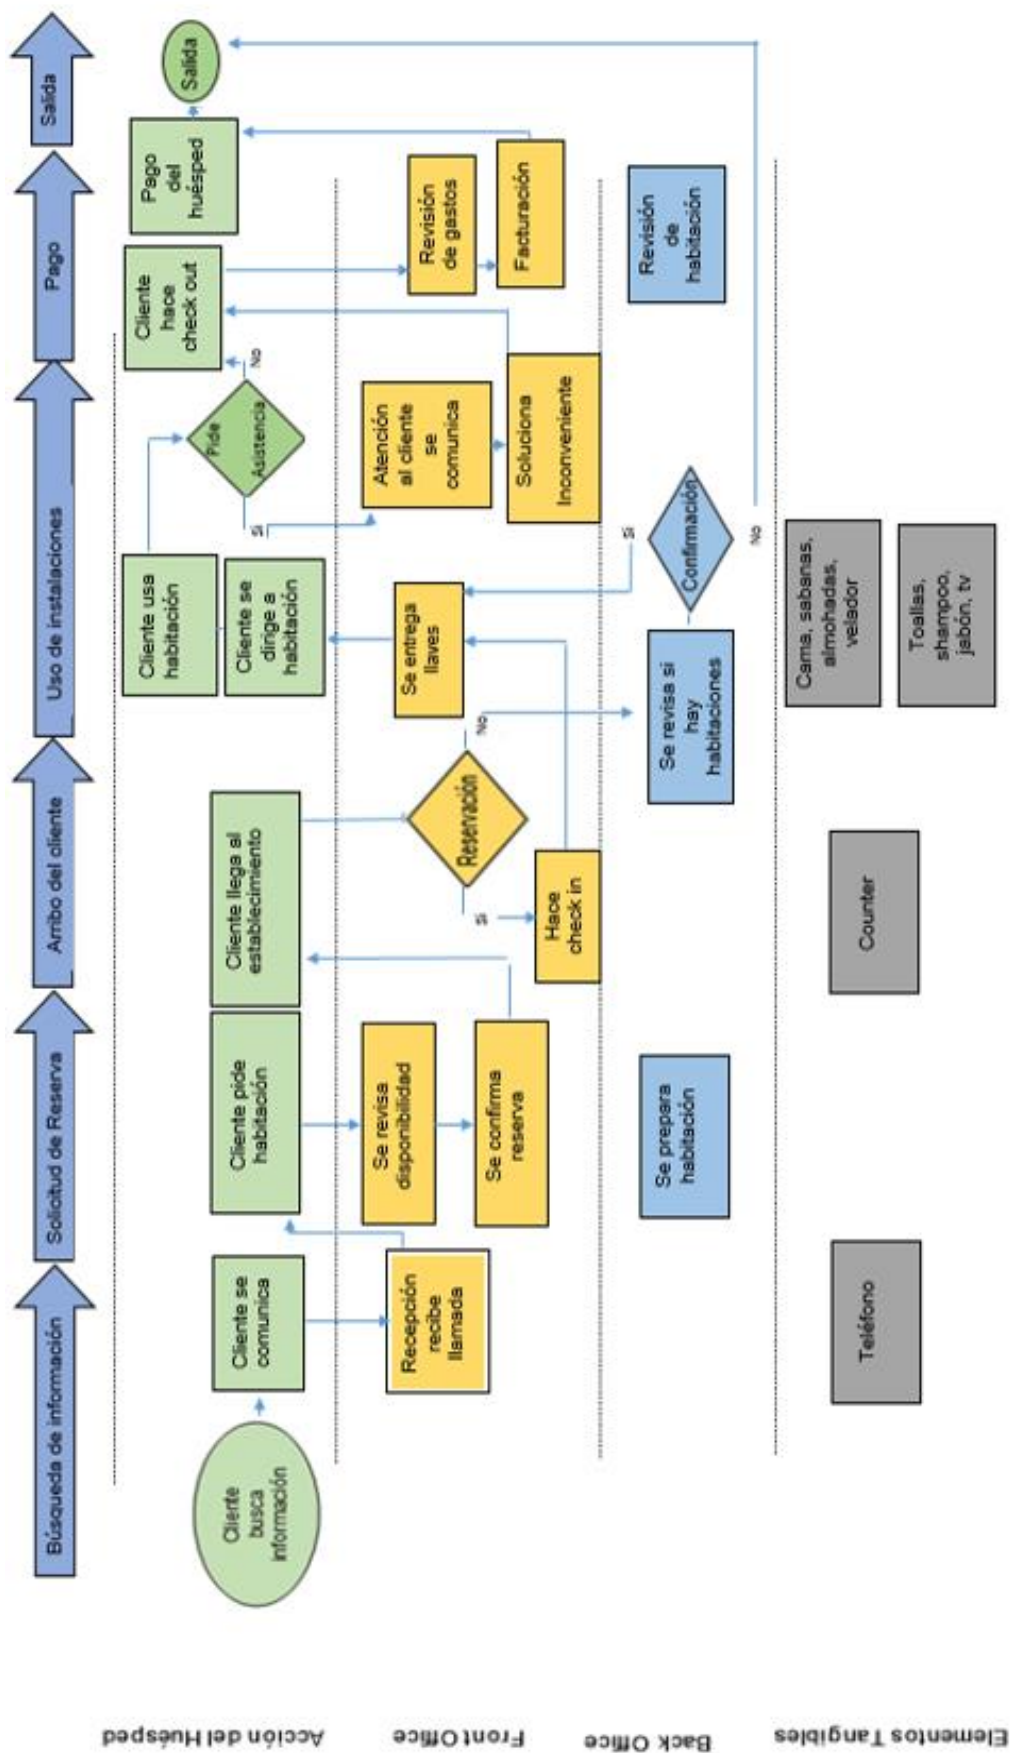 Búsqueda de información
Solicitud de Reserva
Arribo del cliente
Uso de instalaciones
Pago
Salida
Acción del Huésped
Cliente
busca
información
Cliente se
comunica
Cliente pide
habitación
Cliente llega al
establecimiento
Cliente usa
habitación
Cliente se
dirige a
habitación
Pide
Asistencia
Si
No
Cliente
hace
check out
Pago
del
huésped
Salida
Front Office
Recepción
recibe
llamada
Se revisa
disponibilidad
Se confirma
reserva
Reservación
Si
No
Hace
check in
Se entrega
llaves
Atención
al cliente
se
comunica
Soluciona
Inconveniente
Revisión
de gastos
Facturación
Back Office
Se prepara
habitación
Se revisa si
hay
habitaciones
Confirmación
Si
No
Revisión
de
habitación
Elementos Tangibles
Teléfono
Counter
Cama, sabanas,
almohadas,
velador
Toallas,
shampoo,
jabón, tv